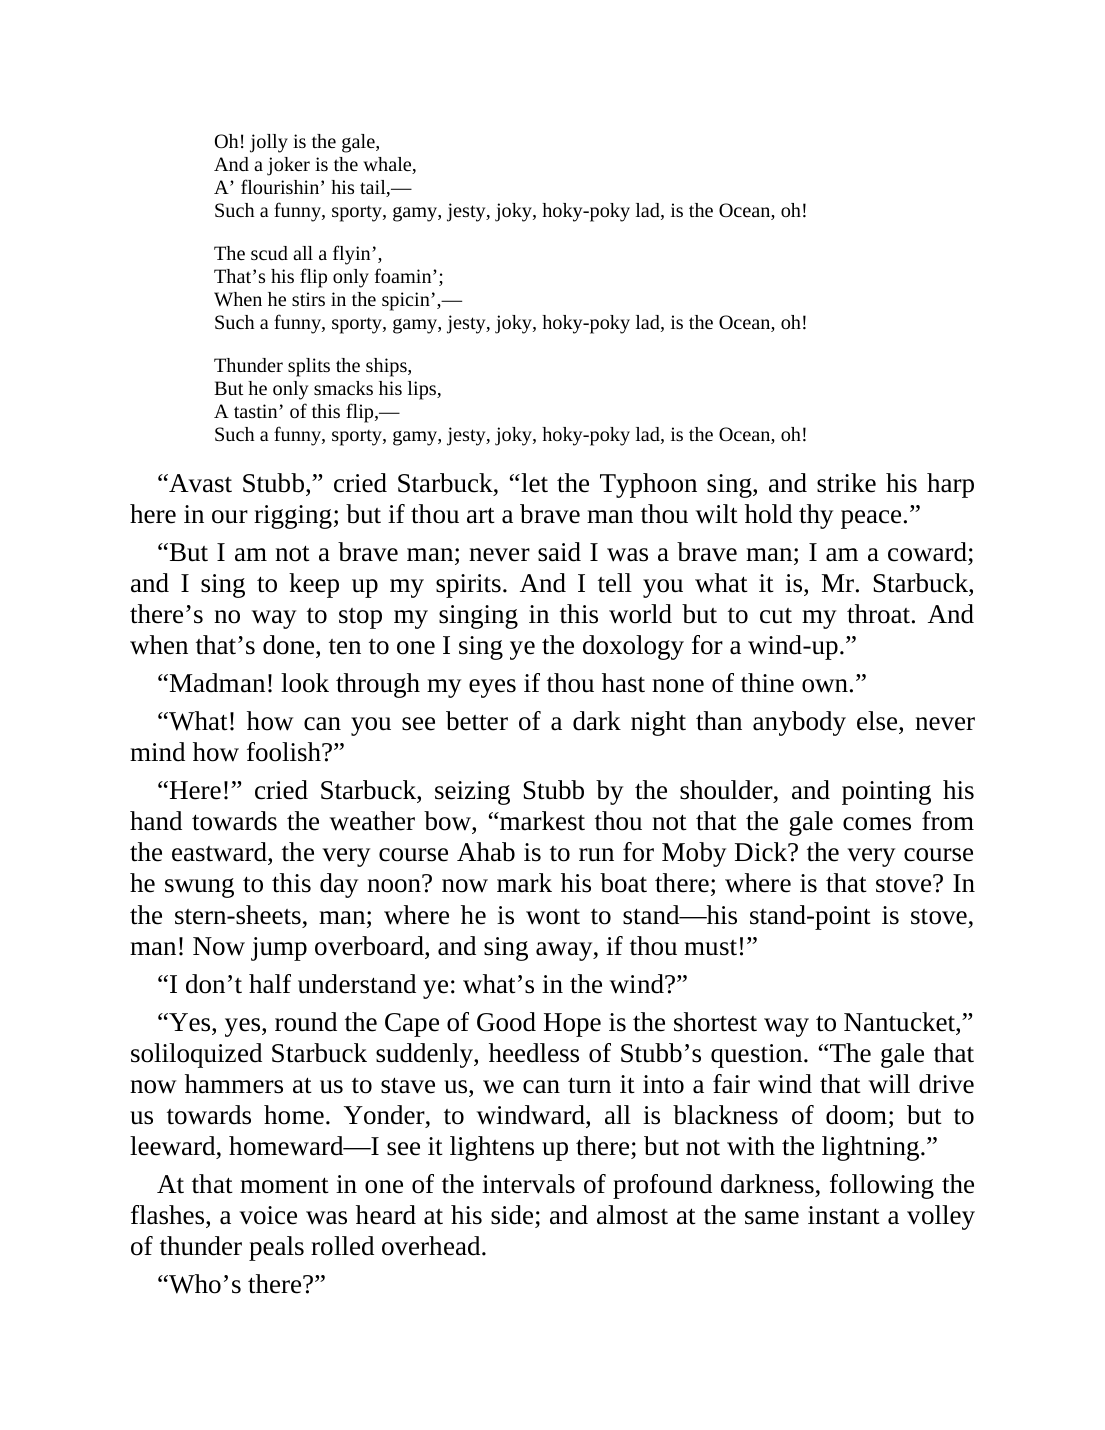 Oh! jolly is the gale,
And a joker is the whale,
A’ flourishin’ his tail,—
Such a funny, sporty, gamy, jesty, joky, hoky-poky lad, is the Ocean, oh!
The scud all a flyin’,
That’s his flip only foamin’;
When he stirs in the spicin’,—
Such a funny, sporty, gamy, jesty, joky, hoky-poky lad, is the Ocean, oh!
Thunder splits the ships,
But he only smacks his lips,
A tastin’ of this flip,—
Such a funny, sporty, gamy, jesty, joky, hoky-poky lad, is the Ocean, oh!
“Avast Stubb,” cried Starbuck, “let the Typhoon sing, and strike his harp
here in our rigging; but if thou art a brave man thou wilt hold thy peace.”
“But I am not a brave man; never said I was a brave man; I am a coward;
and I sing to keep up my spirits. And I tell you what it is, Mr. Starbuck,
there’s no way to stop my singing in this world but to cut my throat. And
when that’s done, ten to one I sing ye the doxology for a wind-up.”
“Madman! look through my eyes if thou hast none of thine own.”
“What! how can you see better of a dark night than anybody else, never
mind how foolish?”
“Here!” cried Starbuck, seizing Stubb by the shoulder, and pointing his
hand towards the weather bow, “markest thou not that the gale comes from
the eastward, the very course Ahab is to run for Moby Dick? the very course
he swung to this day noon? now mark his boat there; where is that stove? In
the stern-sheets, man; where he is wont to stand—his stand-point is stove,
man! Now jump overboard, and sing away, if thou must!”
“I don’t half understand ye: what’s in the wind?”
“Yes, yes, round the Cape of Good Hope is the shortest way to Nantucket,”
soliloquized Starbuck suddenly, heedless of Stubb’s question. “The gale that
now hammers at us to stave us, we can turn it into a fair wind that will drive
us towards home. Yonder, to windward, all is blackness of doom; but to
leeward, homeward—I see it lightens up there; but not with the lightning.”
At that moment in one of the intervals of profound darkness, following the
flashes, a voice was heard at his side; and almost at the same instant a volley
of thunder peals rolled overhead.
“Who’s there?”